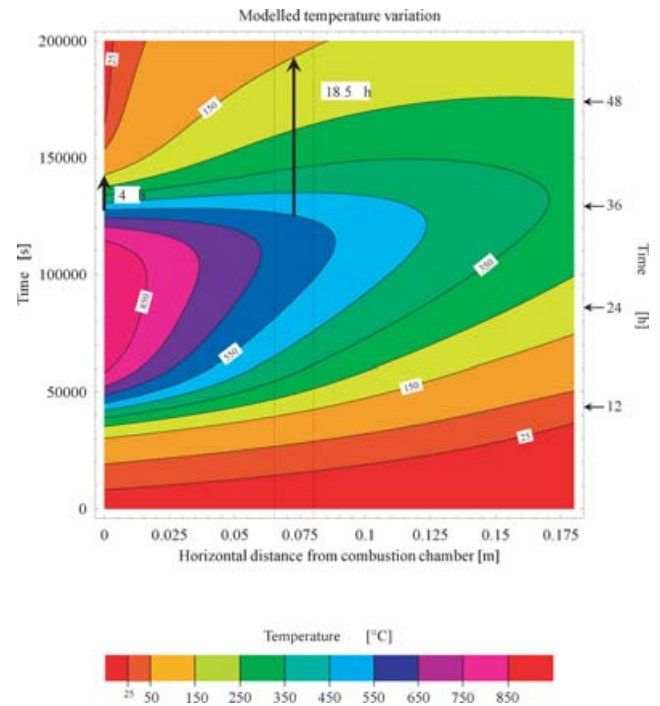 Modelled temperature variation
200000
150000
100000
50000
0
Time [s]
25
150
18.5 h
4
850
550
350
150
25
48
36
24
12
Time [h]
0 0.025 0.05 0.075 0.1 0.125 0.15 0.175
Horizontal distance from combustion chamber [m]
Temperature [°C]
25 50 150 250 350 450 550 650 750 850